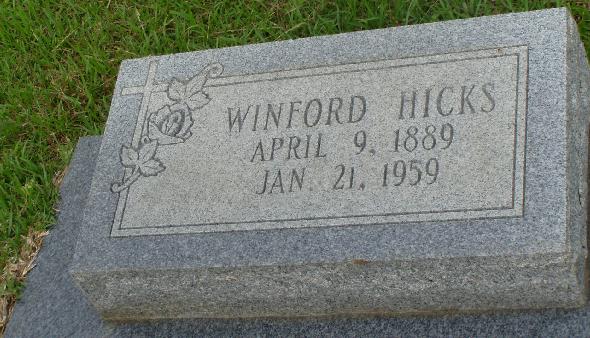 WINFORD HICKS
APRIL 9, 1889
JAN. 21, 1959